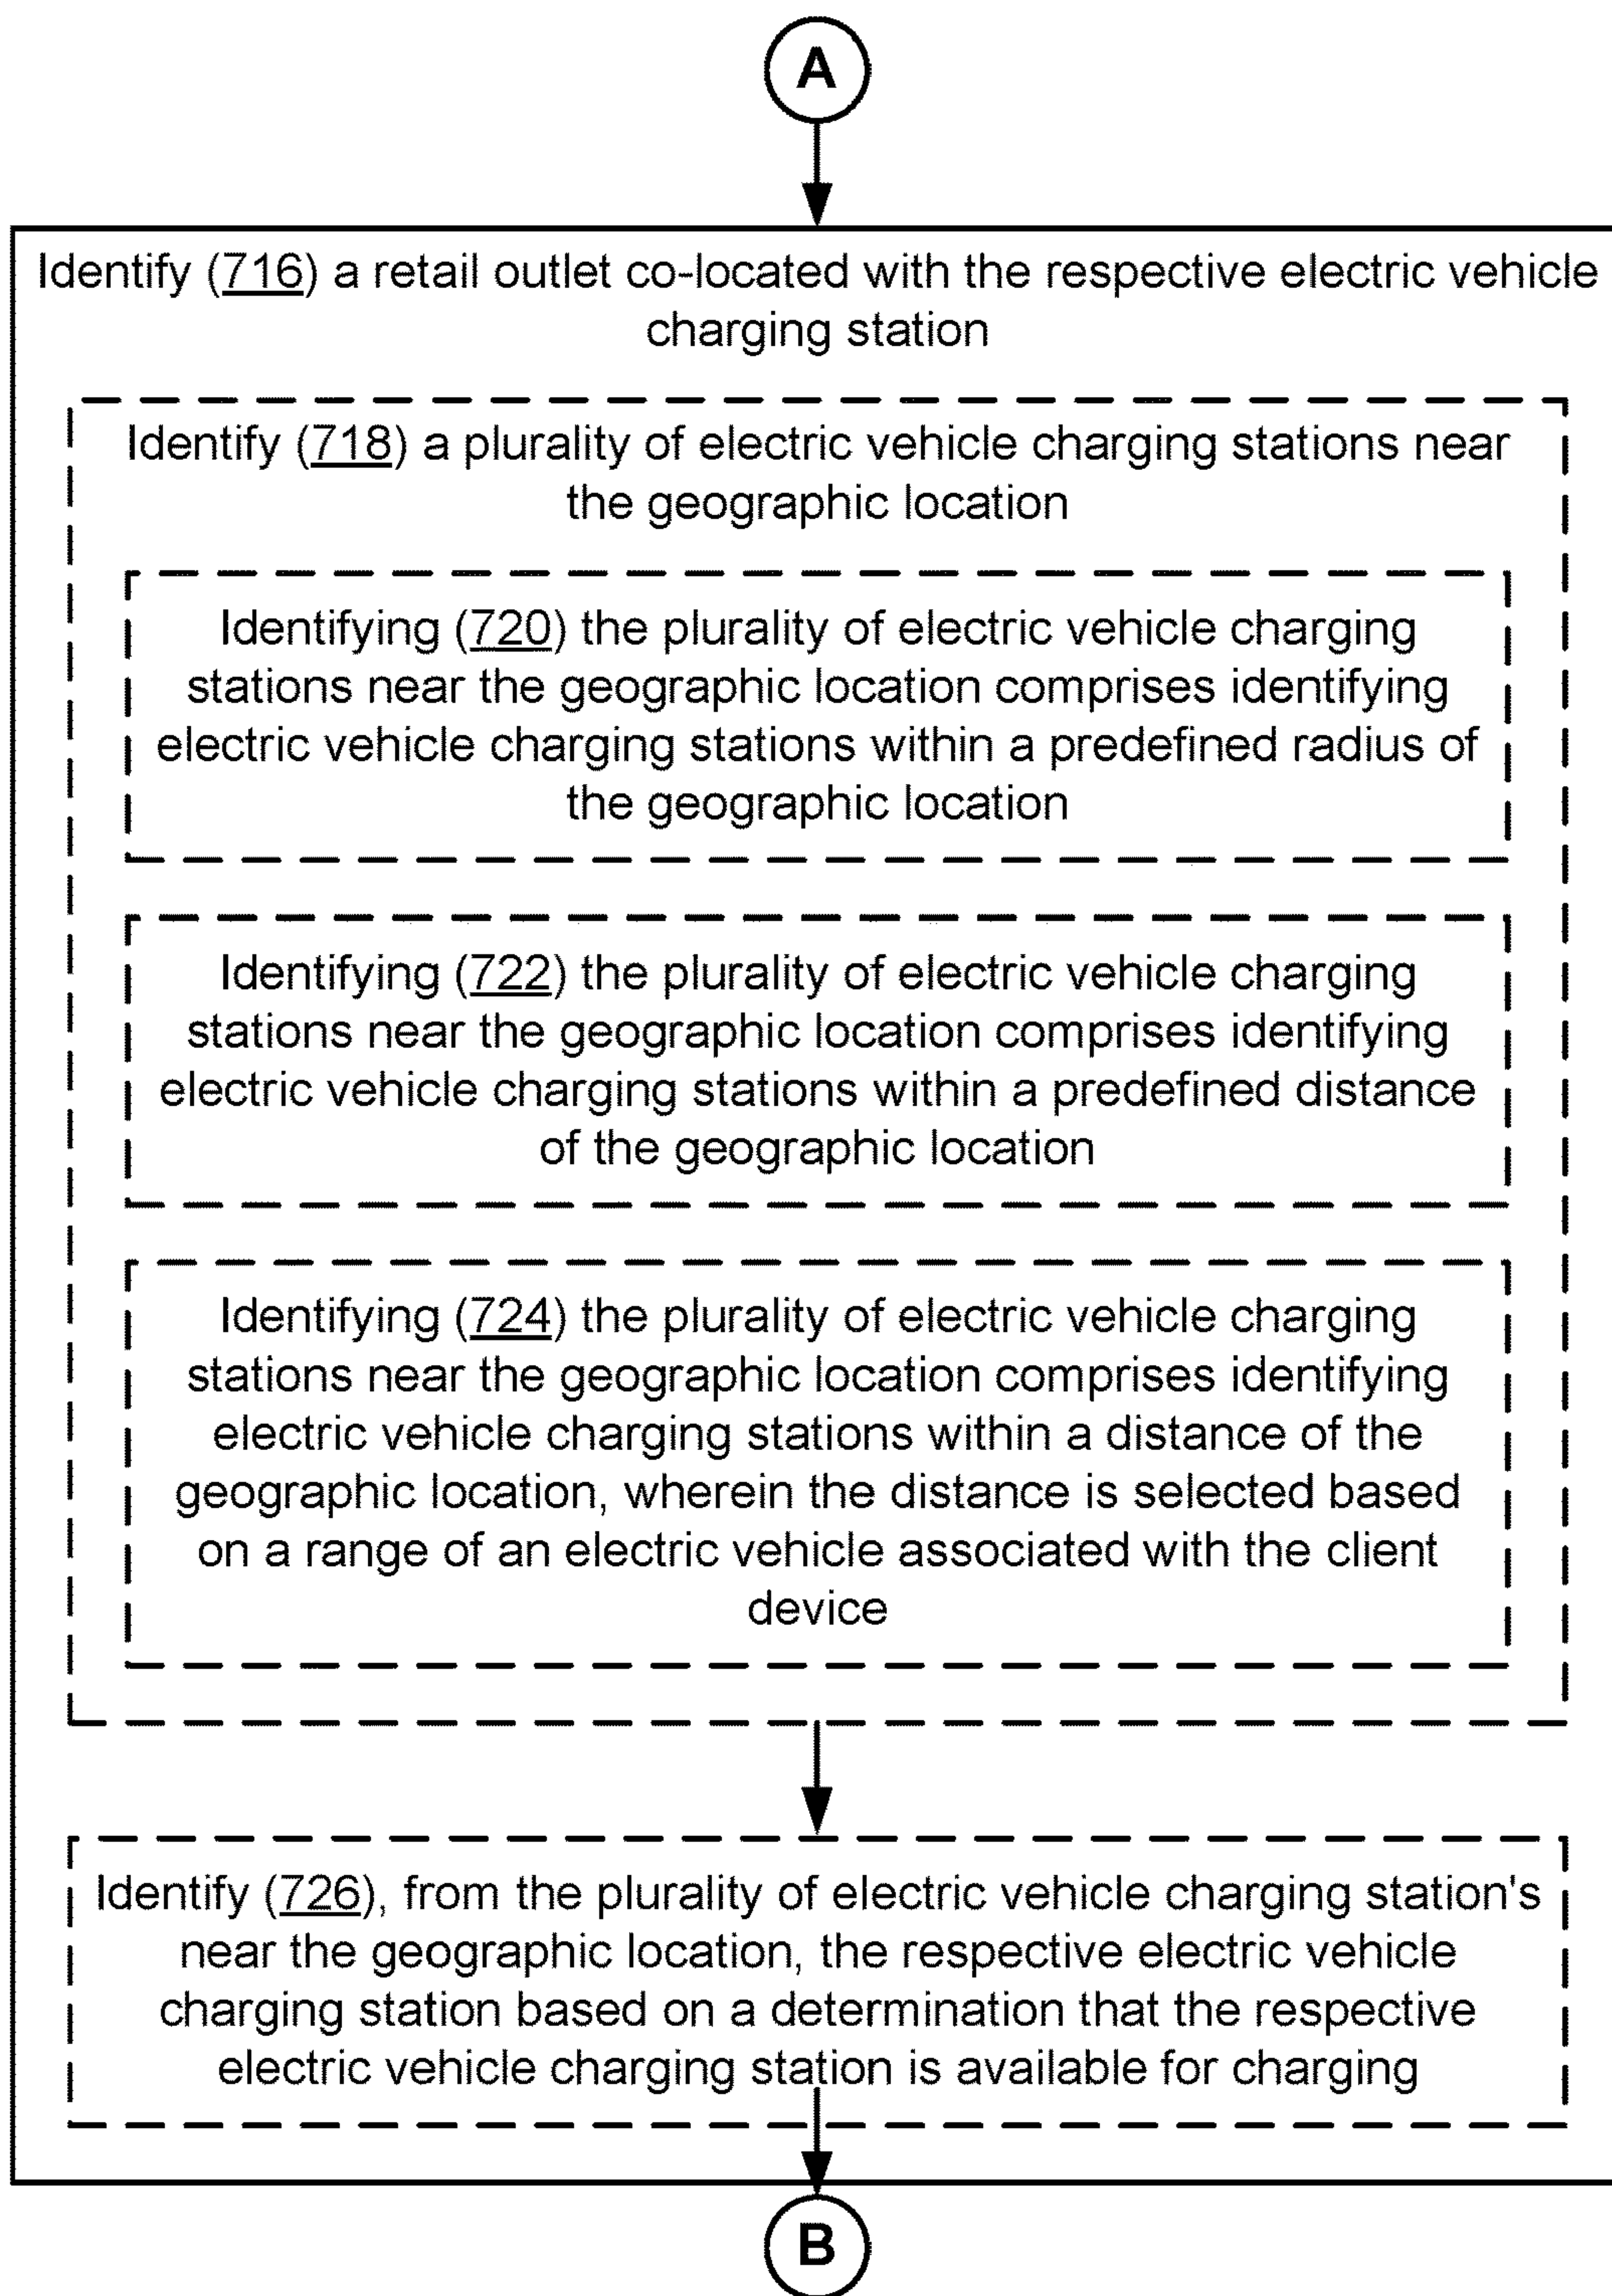 A
Identify (716) a retail outlet co-located with the respective electric vehicle
charging station
Identify (718) a plurality of electric vehicle charging stations near
the geographic location
Identifying (720) the plurality of electric vehicle charging
stations near the geographic location comprises identifying
electric vehicle charging stations within a predefined radius of
the geographic location
Identifying (722) the plurality of electric vehicle charging
stations near the geographic location comprises identifying
electric vehicle charging stations within a predefined distance
of the geographic location
Identifying (724) the plurality of electric vehicle charging
stations near the geographic location comprises identifying
electric vehicle charging stations within a distance of the
geographic location, wherein the distance is selected based
on a range of an electric vehicle associated with the client
device
Identify (726), from the plurality of electric vehicle charging station's
near the geographic location, the respective electric vehicle
charging station based on a determination that the respective
electric vehicle charging station is available for charging
B